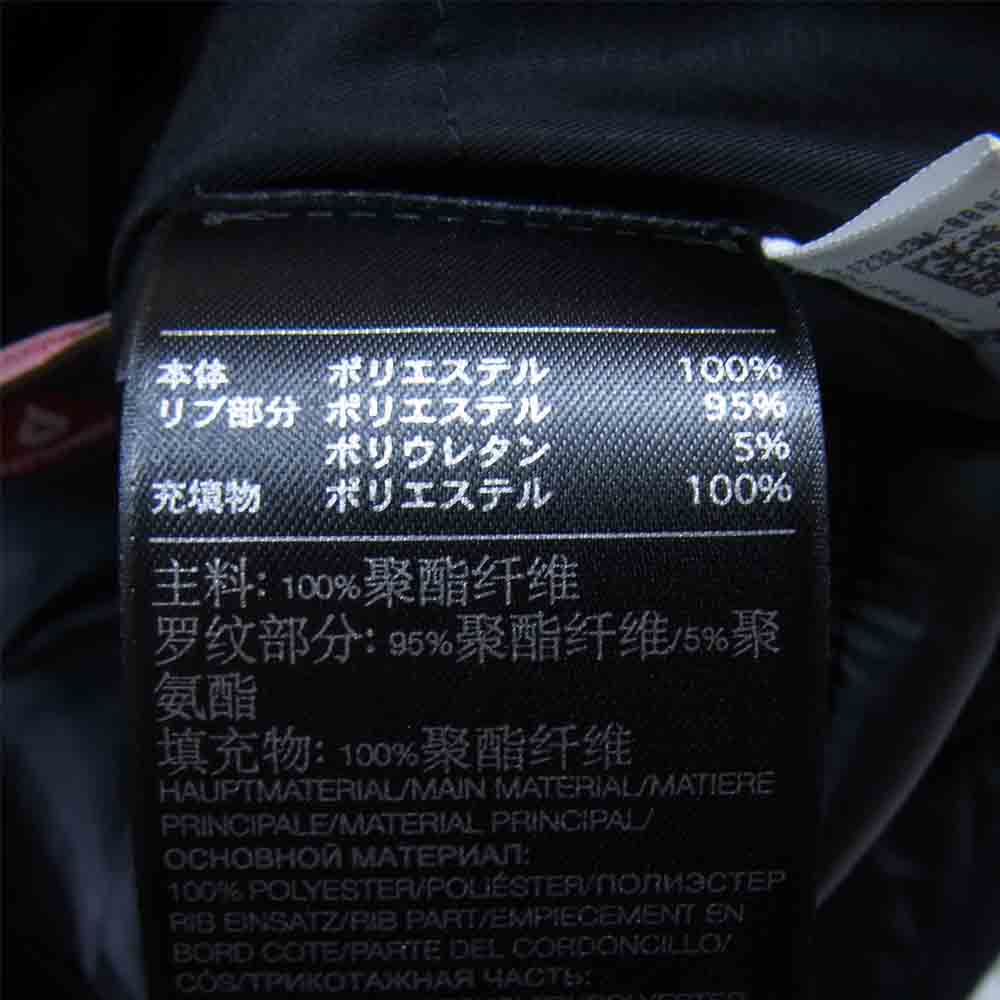 本体 ポリエステル 100%
リブ部分 ポリエステル 95%
ポリウレタン 5%
充填物 ポリエステル 100%
主料: 100%聚酯纤维
罗纹部分: 95%聚酯纤维/5%聚
氨酯
填充物: 100%聚酯纤维
HAUPTMATERIAL/MAIN MATERIAL/MATIERE
PRINCIPALE/MATERIAL PRINCIPAL/
ОСНОВНОЙ МАТЕРИАЛ:
100% POLYESTER/POLIÉSTER/ПОЛИЭСТЕР
RIB EINSATZ/RIB PART/EMPIECEMENT EN
BORD COTE/PARTE DEL CORDONCILLO/
CÓS/ТРИКОТАЖНАЯ ЧАСТЬ: